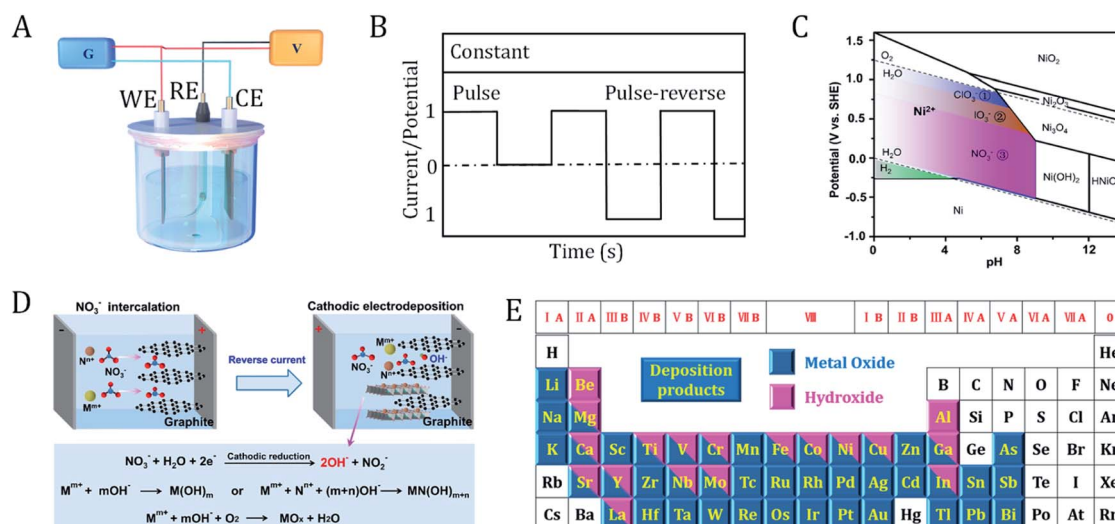 A
G
V
WE
RE
CE
B
Constant
Pulse
Pulse-reverse
Current/Potential
1
0
1
Time (s)
C
Potential (V vs. SHE)
1.5
1.0
0.5
0.0
-0.5
-1.0
O₂
H₂O
H₂O
H₂
Ni²⁺
ClO₃⁻ ①
IO₃⁻ ②
NO₃⁻ ③
NiO₂
Ni₂O₃
Ni₃O₄
Ni(OH)₂
Ni
0
4
8
12
pH
D
NO₃⁻ intercalation
Cathodic electrodeposition
- +
Nⁿ⁺
NO₃⁻
Mᵐ⁺
Graphite
Reverse current
+ -
Mᵐ⁺
NO₃⁻
OH⁻
Nⁿ⁺
Graphite
NO₃⁻ + H₂O + 2e⁻ Cathodic reduction → 2OH⁻ + NO₂⁻
Mᵐ⁺ + mOH⁻ → M(OH)ₘ or Mᵐ⁺ + Nⁿ⁺ + (m+n)OH⁻ → MN(OH)ₘ₊ₙ
Mᵐ⁺ + mOH⁻ + O₂ → MOₓ + H₂O
E
I A II A III B IV B V B VI B VII B VIII I B II B III A IV A V A VI A VII A 0
Deposition products
Metal Oxide
Hydroxide
H He
Li Be B C N O F Ne
Na Mg Al Si P S Cl Ar
K Ca Sc Ti V Cr Mn Fe Co Ni Cu Zn Ga Ge As Se Br Kr
Rb Sr Y Zr Nb Mo Tc Ru Rh Pd Ag Cd In Sn Sb Te I Xe
Cs Ba La Hf Ta W Re Os Ir Pt Au Hg Tl Pb Bi Po At Rn